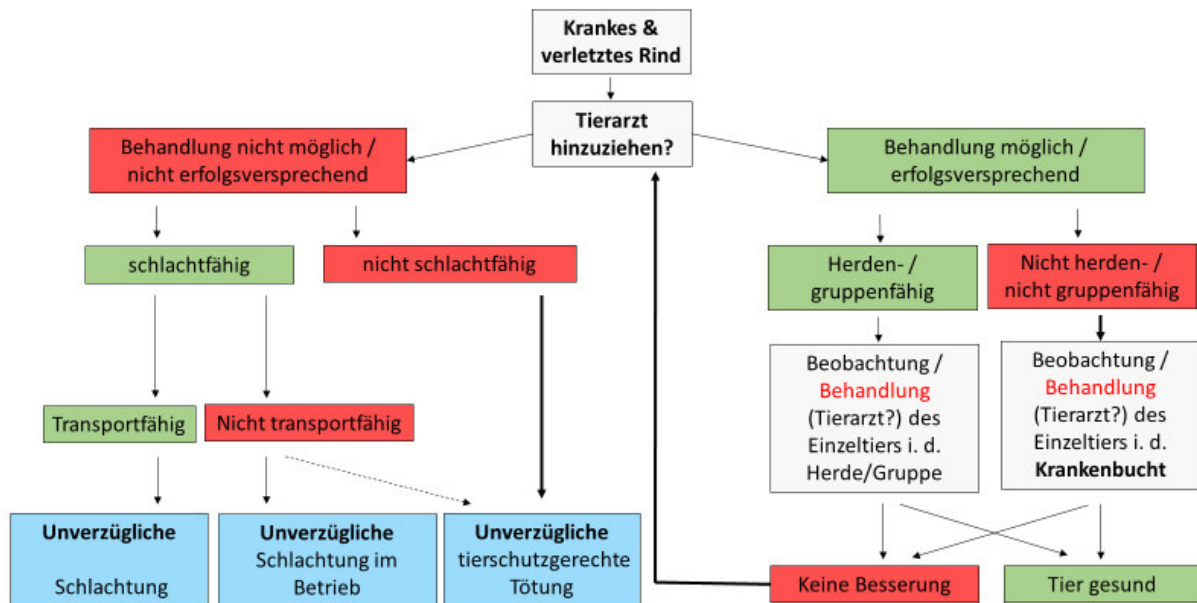 Krankes &
verletztes Rind
Tierarzt
hinzuziehen?
Behandlung nicht möglich /
nicht erfolgsversprechend
Behandlung möglich /
erfolgsversprechend
schlachtfähig
nicht schlachtfähig
Herden- /
gruppenfähig
Nicht herden- /
nicht gruppenfähig
Transportfähig
Nicht transportfähig
Beobachtung /
Behandlung
(Tierarzt?) des
Einzeltiers i. d.
Herde/Gruppe
Beobachtung /
Behandlung
(Tierarzt?) des
Einzeltiers i. d.
Krankenbucht
Unverzügliche
Schlachtung
Unverzügliche
Schlachtung im
Betrieb
Unverzügliche
tierschutzgerechte
Tötung
Keine Besserung
Tier gesund